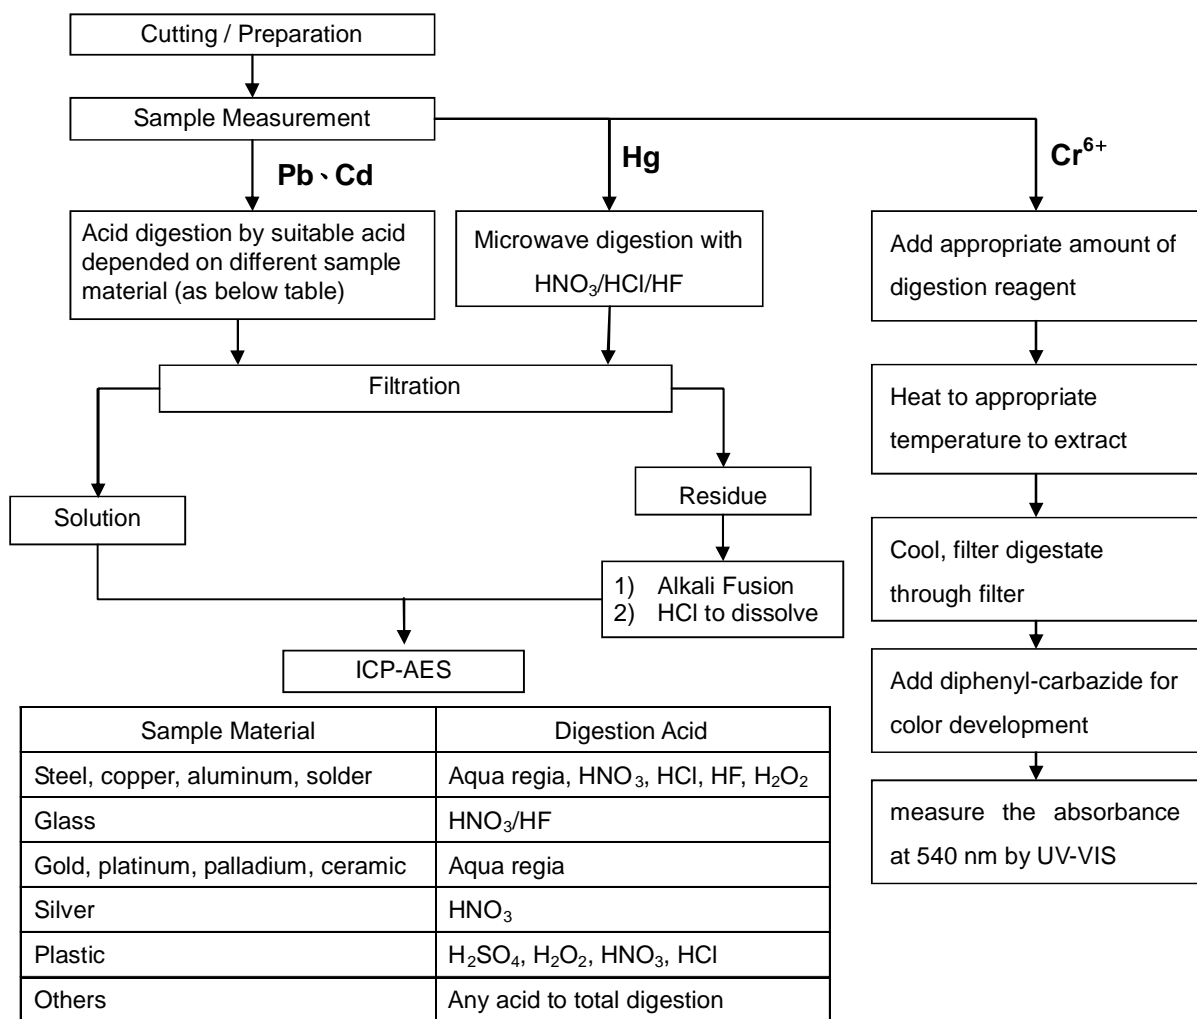 Cutting / Preparation
Sample Measurement
Pb、Cd
Hg
Cr⁶⁺
Acid digestion by suitable acid
depended on different sample
material (as below table)
Microwave digestion with
HNO₃/HCl/HF
Add appropriate amount of
digestion reagent
Filtration
Heat to appropriate
temperature to extract
Solution
Residue
Cool, filter digestate
through filter
1) Alkali Fusion
2) HCl to dissolve
ICP-AES
Add diphenyl-carbazide for
color development
measure the absorbance
at 540 nm by UV-VIS
Sample Material Digestion Acid
Steel, copper, aluminum, solder Aqua regia, HNO₃, HCl, HF, H₂O₂
Glass HNO₃/HF
Gold, platinum, palladium, ceramic Aqua regia
Silver HNO₃
Plastic H₂SO₄, H₂O₂, HNO₃, HCl
Others Any acid to total digestion